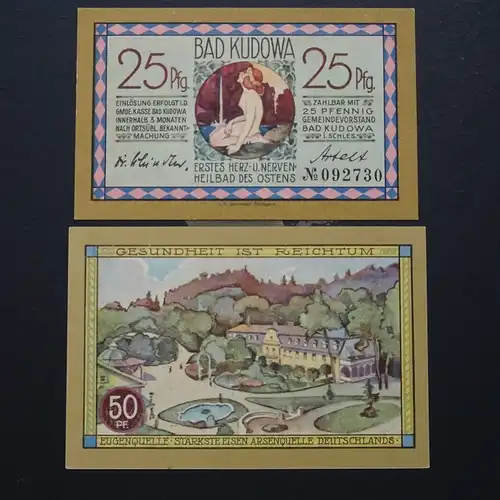 BAD KUDOWA
25 Pfg.
25 Pfg.
EINLÖSUNG ERFOLGT I.D.
GMDE. KASSE BAD KUDOWA
INNERHALB 3 MONATEN
NACH ORTSÜBL. BEKANNT-
MACHUNG
ZAHLBAR MIT
25 PFENNIG
GEMEINDEVORSTAND
BAD KUDOWA
I. SCHLES.
ERSTES HERZ- U. NERVEN
HEILBAD DES OSTENS
№ 092730
GESUNDHEIT IST REICHTUM
50
PF.
EUGENQUELLE · STÄRKSTE EISEN ARSENQUELLE DEUTSCHLANDS ·